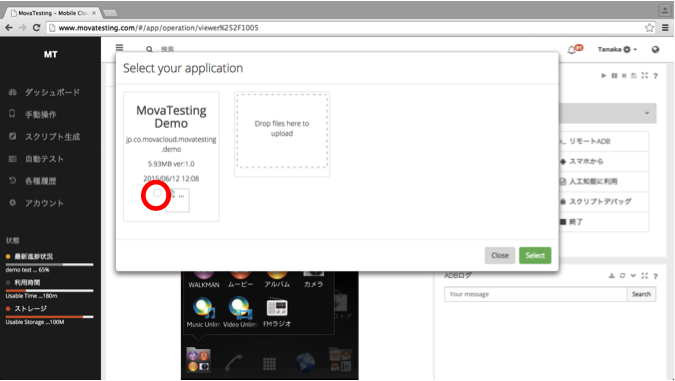 MovaTesting – Mobile Clou
www.movatesting.com/#/app/operation/viewer%252F1005
MT
検索
Tanaka
ダッシュボード
手動操作
スクリプト生成
自動テスト
各種履歴
アカウント
状態
最新進捗状況
demo test ... 65%
利用時間
Usable Time ...180m
ストレージ
Usable Storage ...100M
Select your application
MovaTesting
Demo
jp.co.movacloud.movatesting
.demo
5.93MB ver:1.0
2015/06/12 12:08
Drop files here to
upload
Close
Select
リモートADB
スマホから
人工知能に利用
スクリプトデバッグ
終了
WALKMAN
ムービー
アルバム
カメラ
Music Unlim
Video Unlim
FMラジオ
ADBログ
Your message
Search